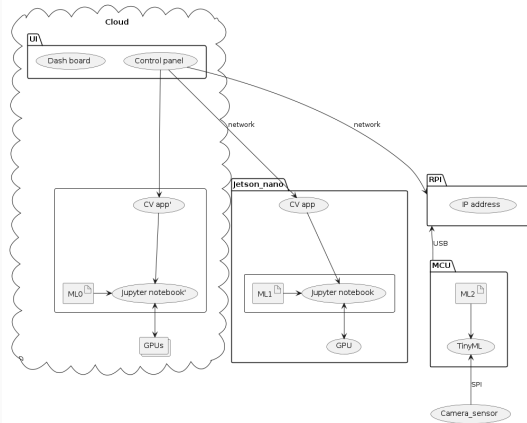 Cloud
UI
Dash board
Control panel
network
network
Jetson_nano
RPI
IP address
CV app'
CV app
USB
MCU
ML0
Jupyter notebook'
ML1
Jupyter notebook
ML2
GPUs
GPU
TinyML
SPI
Camera_sensor